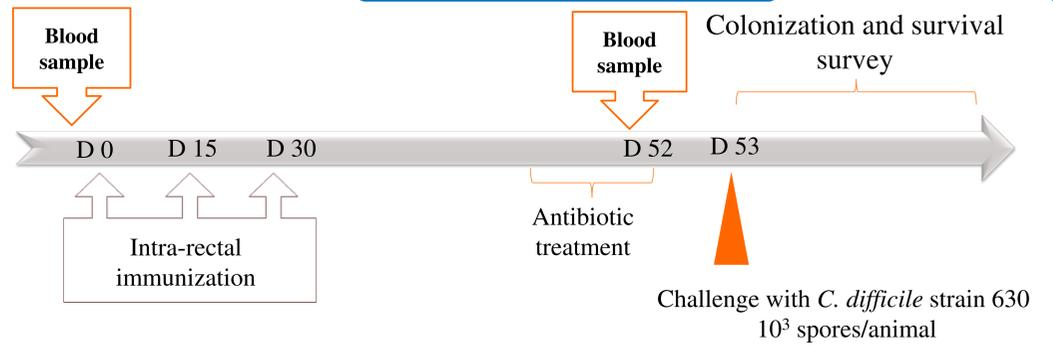 Blood
sample
Blood
sample
Colonization and survival
survey
D 0
D 15
D 30
D 52
D 53
Intra-rectal
immunization
Antibiotic
treatment
Challenge with C. difficile strain 630
10³ spores/animal